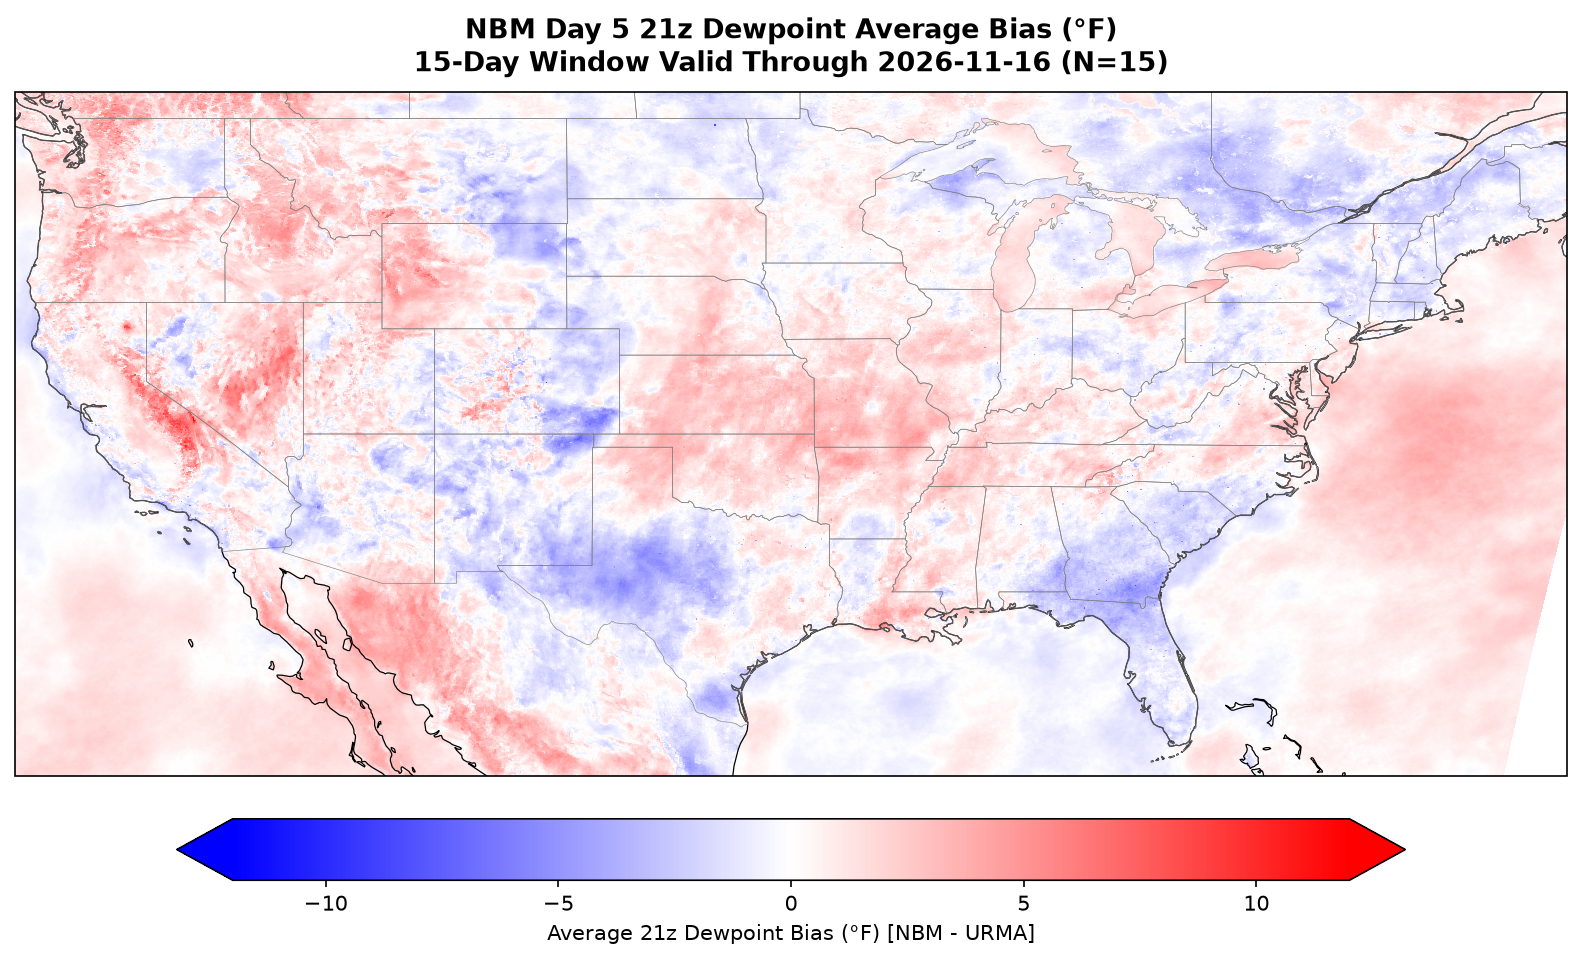 NBM Day 5 21z Dewpoint Average Bias (°F)
15-Day Window Valid Through 2026-11-16 (N=15)
−10 −5 0 5 10
Average 21z Dewpoint Bias (°F) [NBM - URMA]